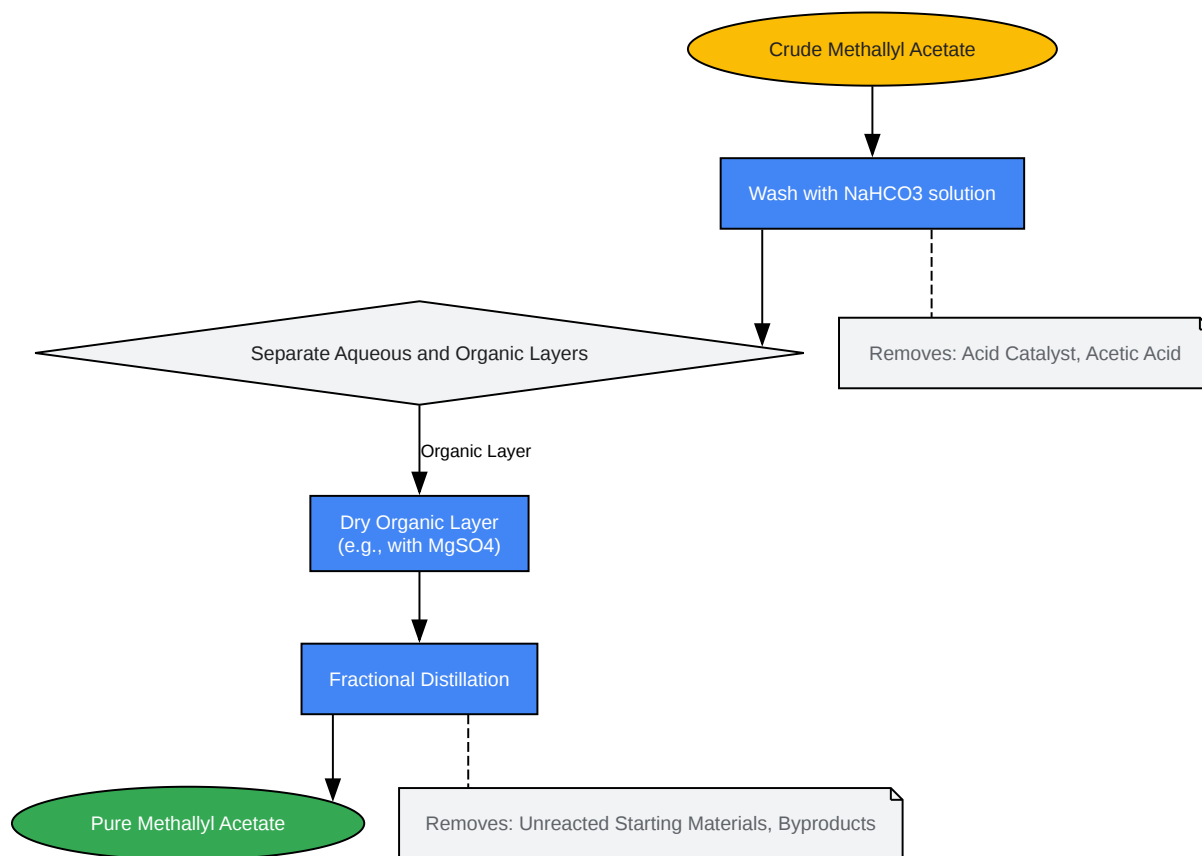 Crude Methallyl Acetate
Wash with NaHCO3 solution
Separate Aqueous and Organic Layers
Removes: Acid Catalyst, Acetic Acid
Organic Layer
Dry Organic Layer
(e.g., with MgSO4)
Fractional Distillation
Pure Methallyl Acetate
Removes: Unreacted Starting Materials, Byproducts